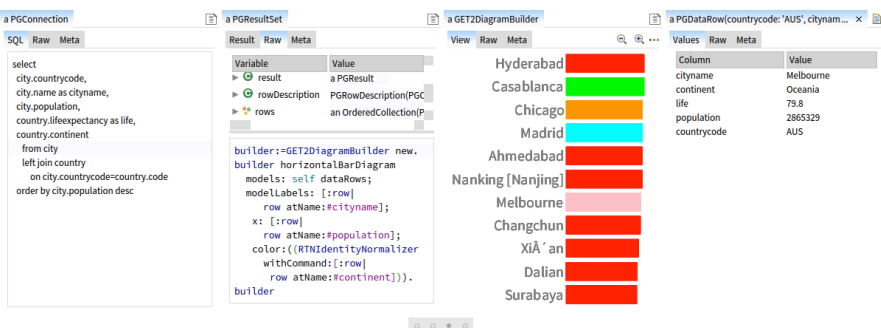 a PGConnection
SQL Raw Meta
select
city.countrycode,
city.name as cityname,
city.population,
country.lifeexpectancy as life,
country.continent
from city
left join country
on city.countrycode=country.code
order by city.population desc
a PGResultSet
Result Raw Meta
Variable Value
result a PGResult
rowDescription PGRowDescription(PGC
rows an OrderedCollection(P
builder:=GET2DiagramBuilder new.
builder horizontalBarDiagram
models: self dataRows;
modelLabels: [:row|
row atName:#cityname];
x: [:row|
row atName:#population];
color:((RTNIdentityNormalizer
withCommand:[:row|
row atName:#continent])).
builder
a GET2DiagramBuilder
View Raw Meta
Hyderabad
Casablanca
Chicago
Madrid
Ahmedabad
Nanking [Nanjing]
Melbourne
Changchun
XiÂ´an
Dalian
Surabaya
a PGDataRow(countrycode: 'AUS', citynam... ×
Values Raw Meta
Column Value
cityname Melbourne
continent Oceania
life 79.8
population 2865329
countrycode AUS